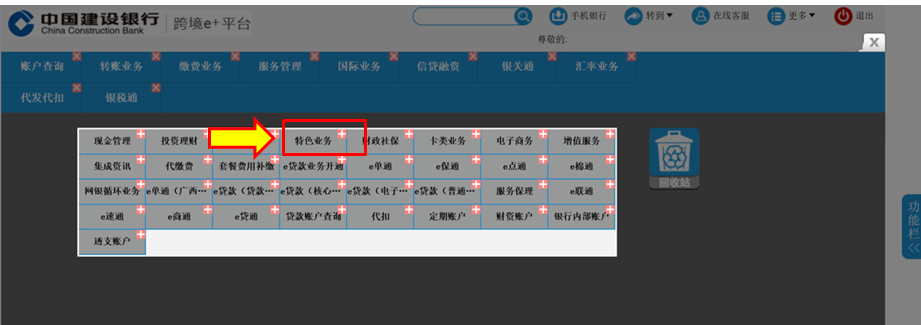 中国建设银行
China Construction Bank
跨境e+平台
手机银行 转到▼ 在线客服 更多▼ 退出
尊敬的:
X
账户查询 转账业务 缴费业务 服务管理 国际业务 信贷融资 银关通 汇率业务
代发代扣 银税通
现金管理 投资理财 特色业务 财政社保 卡类业务 电子商务 增值服务
集成资讯 代缴费 套餐费用补缴 e贷款业务开通 e单通 e保通 e点通 e棉通
网银循环业务 e单通（广西… e贷款（贷款… e贷款（核心… e贷款（电子… e贷款（普通… 服务保理 e联通
e速通 e商通 e贷通 贷款账户查询 代扣 定期账户 财资账户 银行内部账户
透支账户
回收站
功能栏
<<